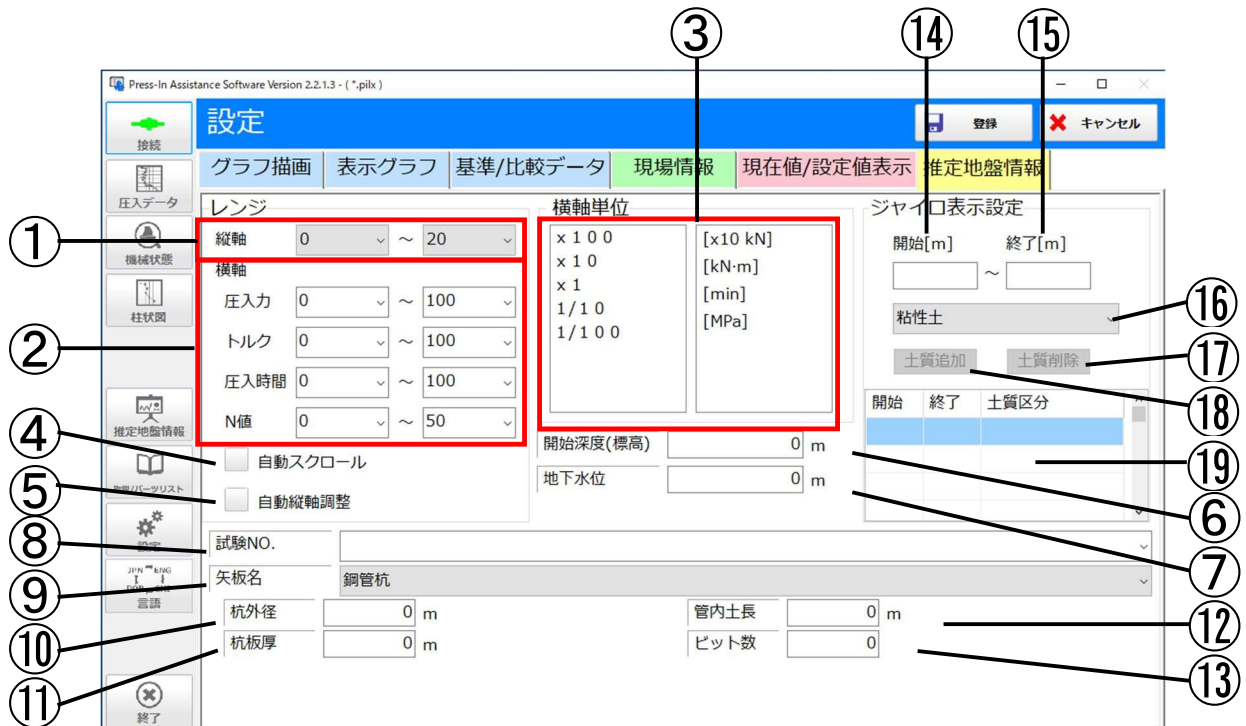 ③
⑭
⑮
Press-In Assistance Software Version 2.2.1.3 - ( *.pilx )
接続
設定
登録
キャンセル
グラフ描画
表示グラフ
基準/比較データ
現場情報
現在値/設定値表示
推定地盤情報
圧入データ
機械状態
柱状図
推定地盤情報
設定
JPN ENG
言語
終了
レンジ
①
縦軸
0
~
20
②
横軸
圧入力
0
~
100
トルク
0
~
100
圧入時間
0
~
100
N値
0
~
50
④
自動スクロール
⑤
自動縦軸調整
横軸単位
x 1 0 0
x 1 0
x 1
1 / 1 0
1 / 1 0 0
[x10 kN]
[kN·m]
[min]
[MPa]
開始深度(標高)
0 m
⑥
地下水位
0 m
⑦
ジャイロ表示設定
開始[m]
終了[m]
~
粘性土
⑯
土質追加
土質削除
⑰
⑱
開始
終了
土質区分
⑲
⑧
試験NO.
⑨
矢板名
鋼管杭
⑩
杭外径
0 m
管内土長
0 m
⑫
⑪
杭板厚
0 m
ビット数
0
⑬